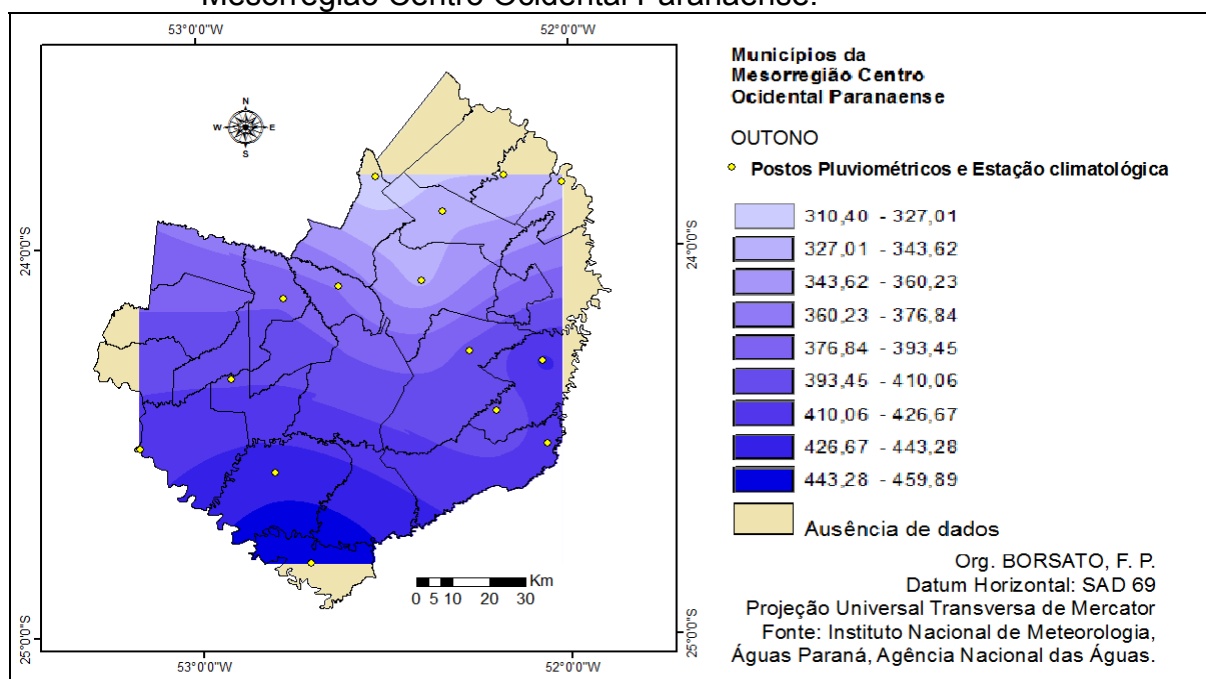 Mesorregião Centro Ocidental Paranaense.
53°0'0"W
52°0'0"W
24°0'0"S
24°0'0"S
25°0'0"S
25°0'0"S
53°0'0"W
52°0'0"W
N
W
E
S
Km
0 5 10 20 30
Municípios da
Mesorregião Centro
Ocidental Paranaense
OUTONO
Postos Pluviométricos e Estação climatológica
310,40 - 327,01
327,01 - 343,62
343,62 - 360,23
360,23 - 376,84
376,84 - 393,45
393,45 - 410,06
410,06 - 426,67
426,67 - 443,28
443,28 - 459,89
Ausência de dados
Org. BORSATO, F. P.
Datum Horizontal: SAD 69
Projeção Universal Transversa de Mercator
Fonte: Instituto Nacional de Meteorologia,
Águas Paraná, Agência Nacional das Águas.